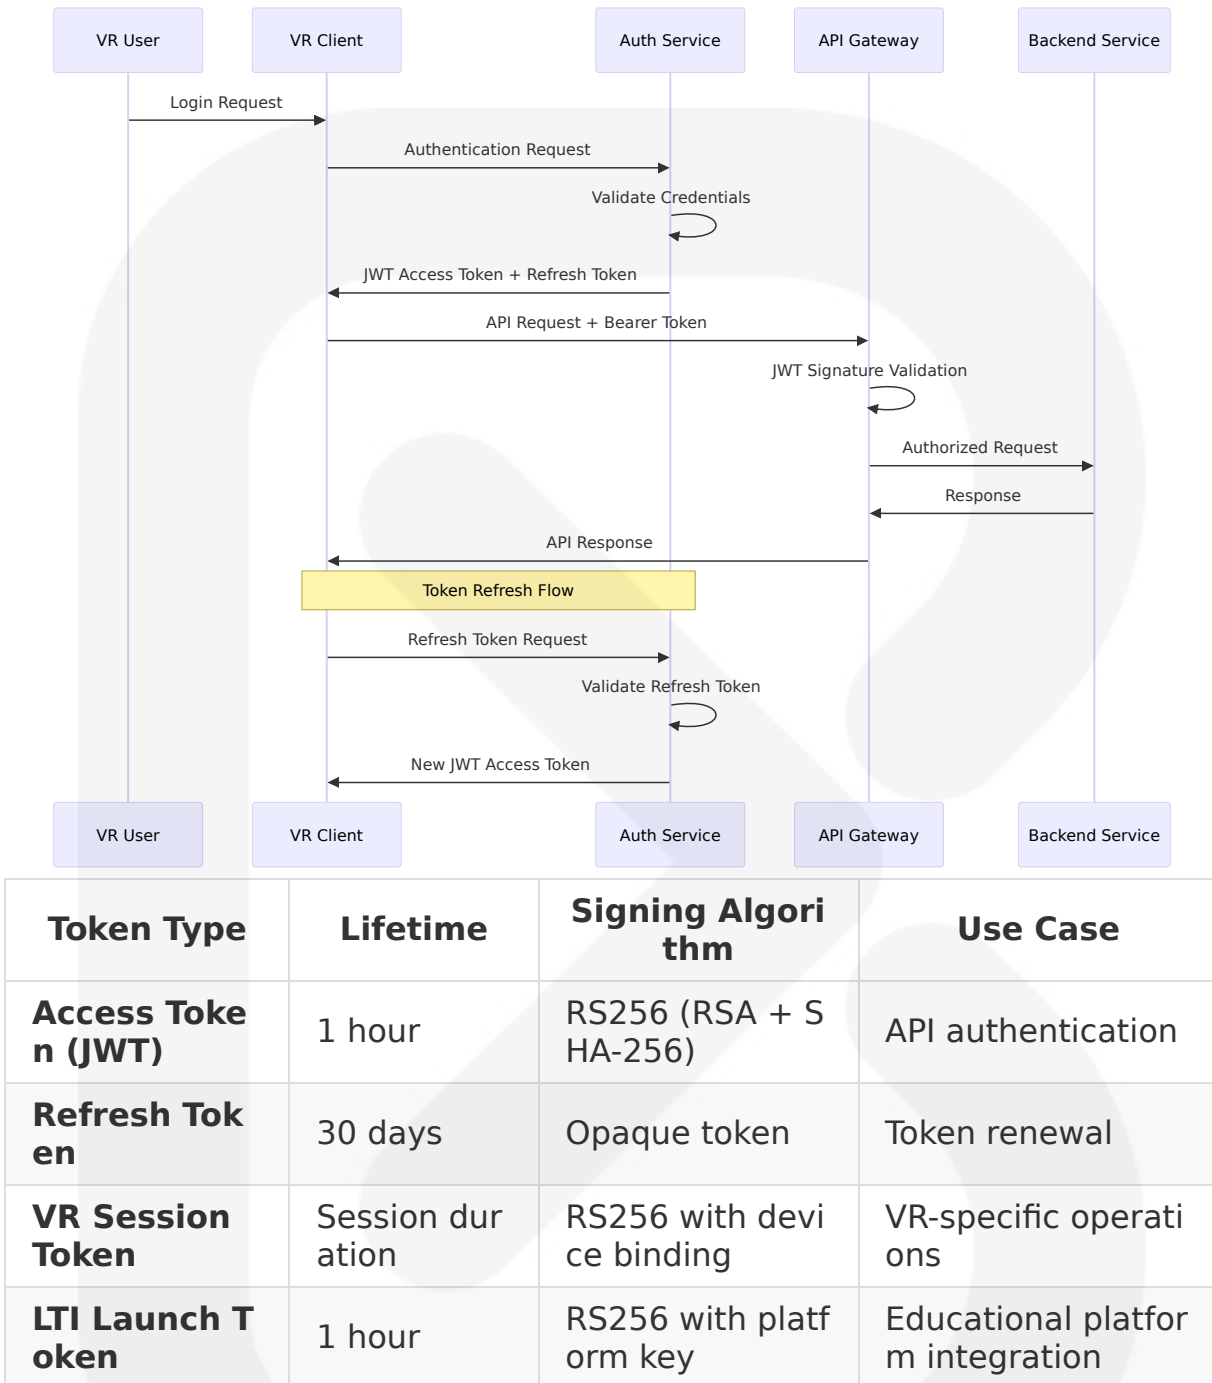 VR User
VR Client
Auth Service
API Gateway
Backend Service
Login Request
Authentication Request
Validate Credentials
JWT Access Token + Refresh Token
API Request + Bearer Token
JWT Signature Validation
Authorized Request
Response
API Response
Token Refresh Flow
Refresh Token Request
Validate Refresh Token
New JWT Access Token
VR User
VR Client
Auth Service
API Gateway
Backend Service
Token Type
Lifetime
Signing Algori
thm
Use Case
Access Toke
n (JWT)
1 hour
RS256 (RSA + S
HA-256)
API authentication
Refresh Tok
en
30 days
Opaque token
Token renewal
VR Session
Token
Session dur
ation
RS256 with devi
ce binding
VR-specific operati
ons
LTI Launch T
oken
1 hour
RS256 with platf
orm key
Educational platfor
m integration